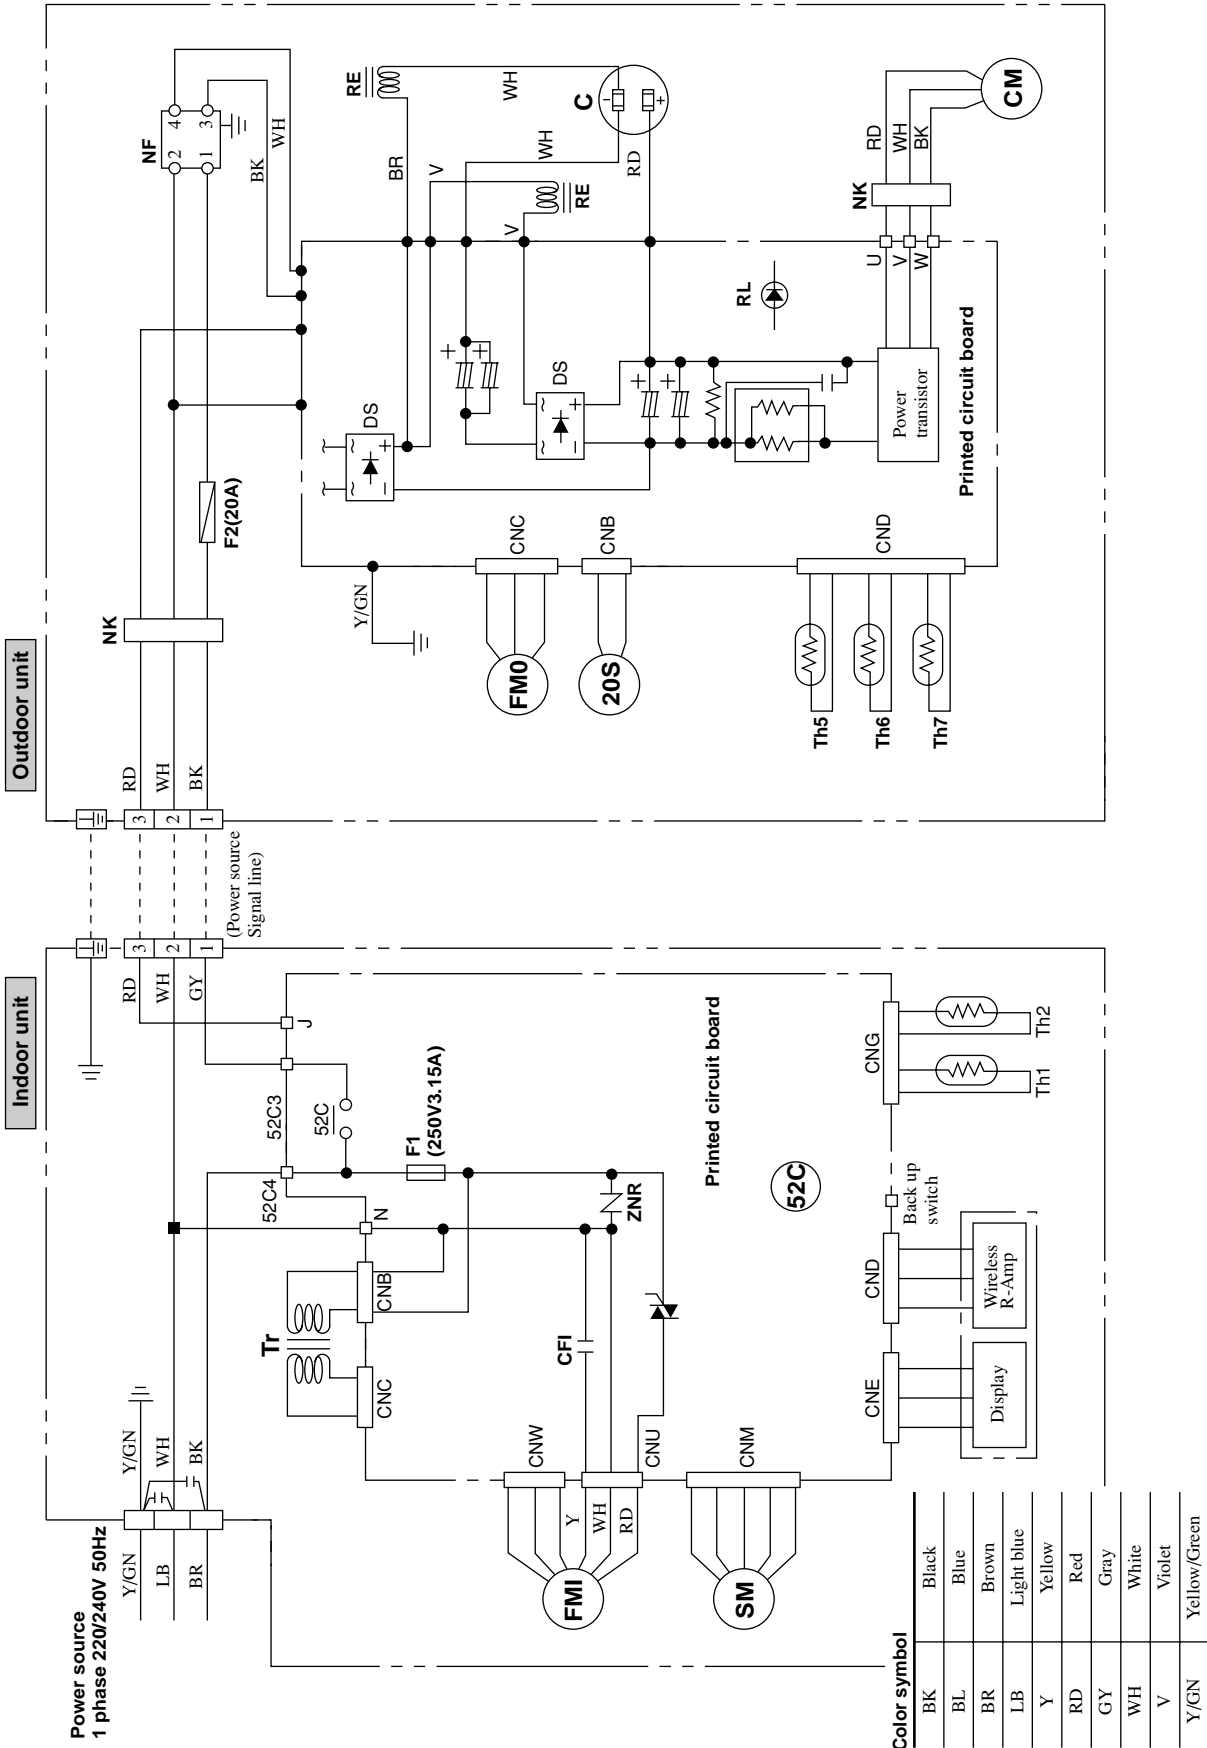 Indoor unit
Outdoor unit
Power source
1 phase 220/240V 50Hz
Y/GN
LB
BR
Y/GN
WH
BK
Tr
CNC
CNB
N
52C4
52C3
52C
J
F1
(250V3.15A)
RD
WH
GY
3
2
1
(Power source
Signal line)
3
2
1
RD
WH
BK
NK
F2(20A)
NF
2
4
1
3
BK
WH
CFI
ZNR
CNW
CNU
CNM
Y
WH
RD
FMI
SM
Printed circuit board
52C
CNE
CND
CNG
Back up
switch
Display
Wireless
R-Amp
Th1
Th2
Y/GN
FM0
CNC
20S
CNB
CND
Th5
Th6
Th7
DS
~
~
−
+
DS
~
~
−
+
+
+
+
+
RE
BR
V
WH
WH
V
RE
C
−
+
RD
RL
Power
transistor
Printed circuit board
U
V
W
NK
RD
WH
BK
CM
Color symbol
BK Black
BL Blue
BR Brown
LB Light blue
Y Yellow
RD Red
GY Gray
WH White
V Violet
Y/GN Yellow/Green